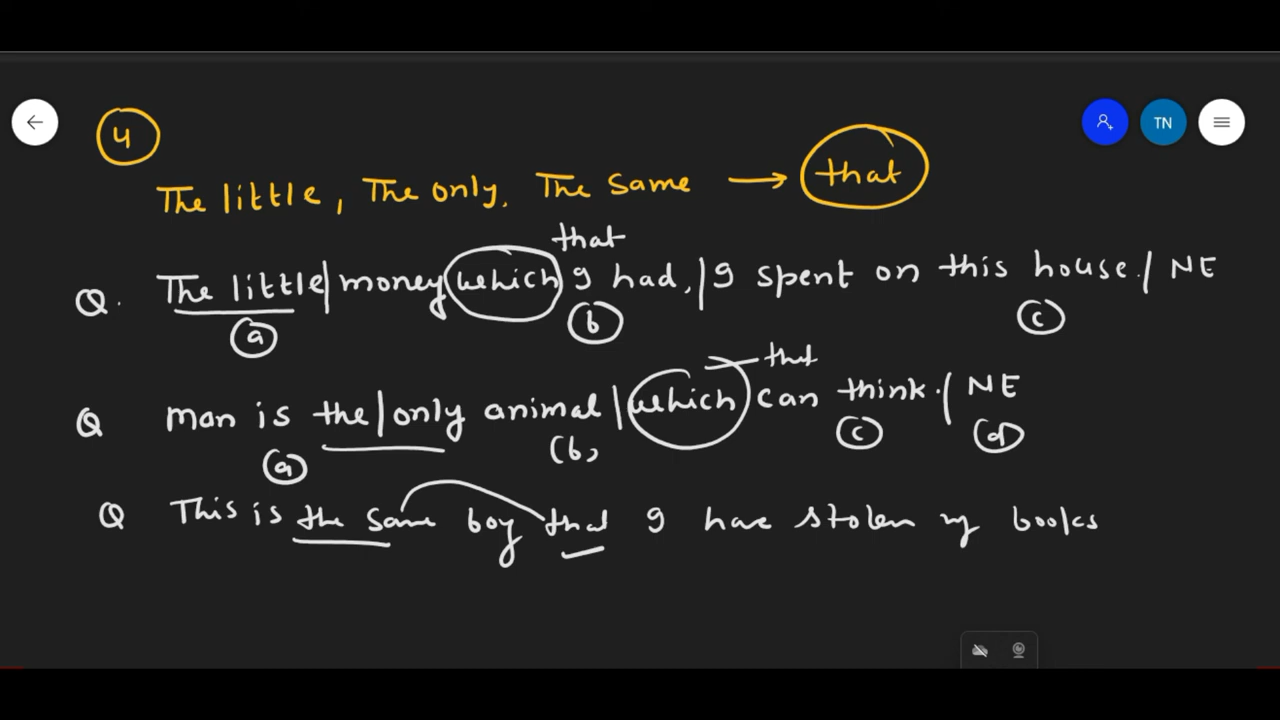 4
TN
The little, The only, The same → that
that
Q. The little / money which I had, / I spent on this house. / NE
a b c
that
Q Man is the / only animal / which can think. / NE
a (b) c d
Q This is the same boy that I have stolen my books